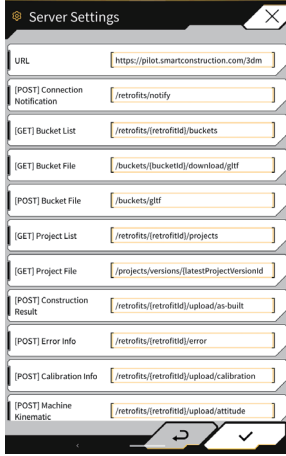 Server Settings
URL
https://pilot.smartconstruction.com/3dm
[POST] Connection
Notification
/retrofits/notify
[GET] Bucket List
/retrofits/{retrofitId}/buckets
[GET] Bucket File
/buckets/{bucketId}/download/gltf
[POST] Bucket File
/buckets/gltf
[GET] Project List
/retrofits/{retrofitId}/projects
[GET] Project File
/projects/versions/{latestProjectVersionId
[POST] Construction
Result
/retrofits/{retrofitId}/upload/as-built
[POST] Error Info
/retrofits/{retrofitId}/error
[POST] Calibration Info
/retrofits/{retrofitId}/upload/calibration
[POST] Machine
Kinematic
/retrofits/{retrofitId}/upload/attitude